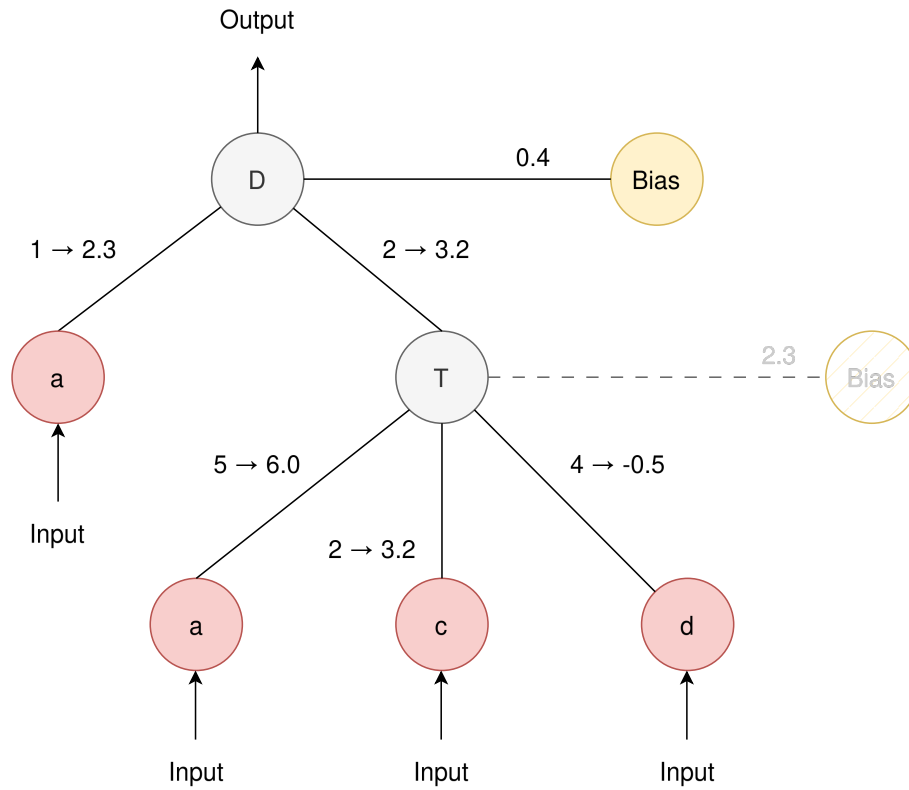 Output
D
0.4
Bias
1 → 2.3
2 → 3.2
a
T
2.3
Bias
5 → 6.0
4 → -0.5
Input
2 → 3.2
a
c
d
Input
Input
Input